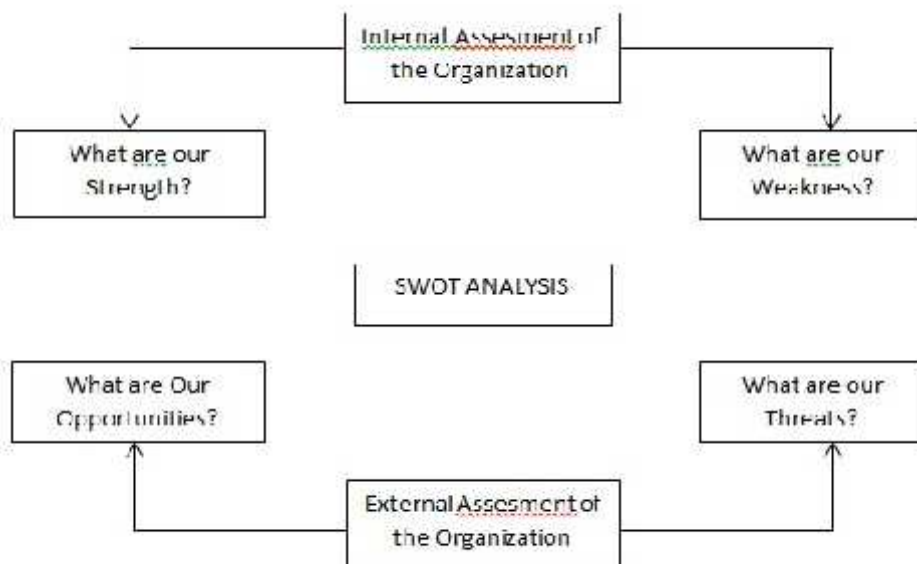 Internal Assesment of
the Organization
What are our
Strength?
What are our
Weakness?
SWOT ANALYSIS
What are Our
Opportunities?
What are our
Threats?
External Assesment of
the Organization